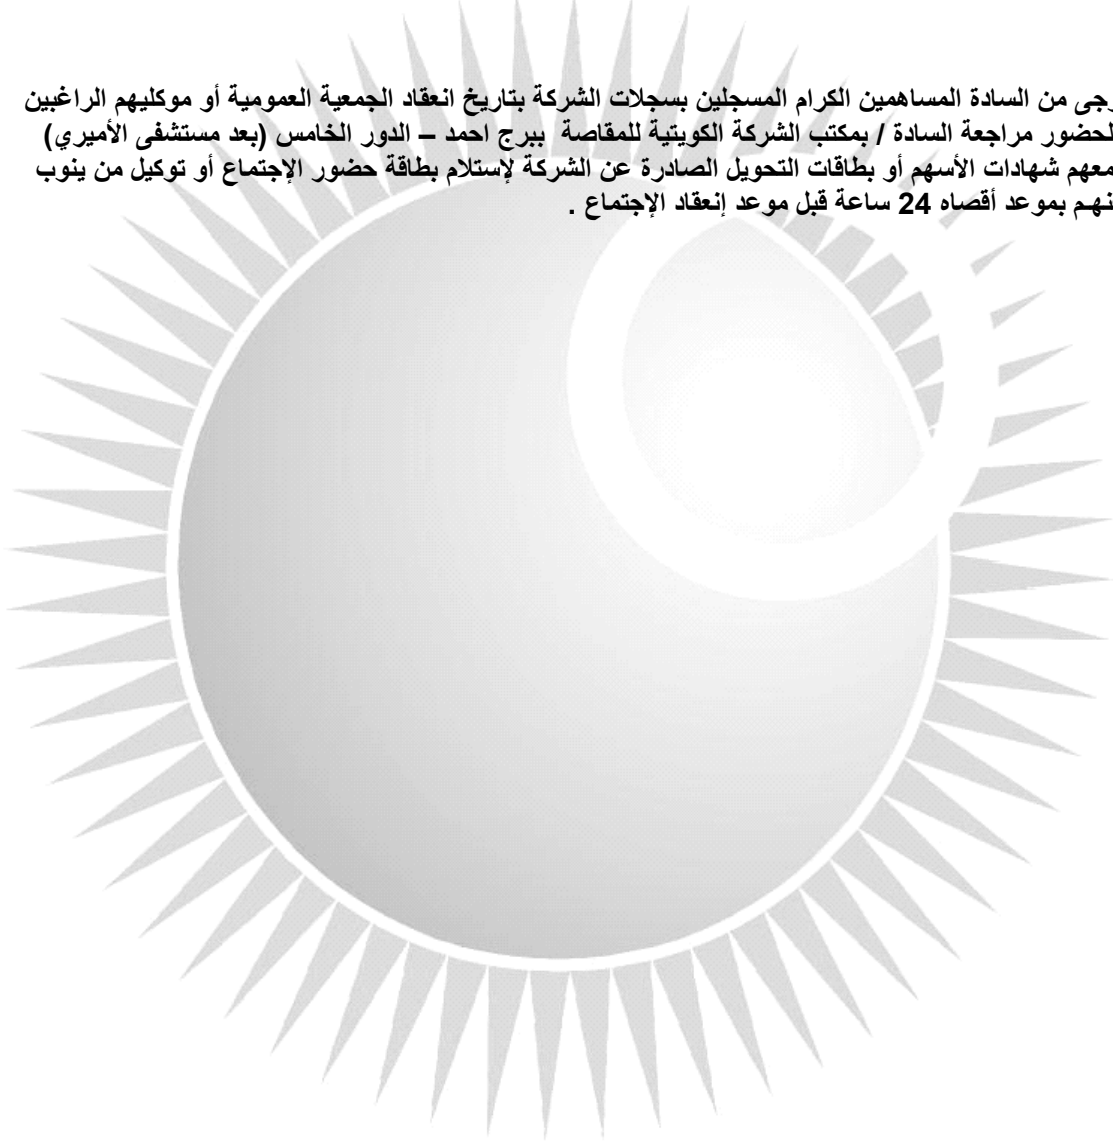 وجى من السادة المساهمين الكرام المسجلين بسجلات الشركة بتاريخ انعقاد الجمعية العمومية أو موكليهم الراغبين
لحضور مراجعة السادة / بمكتب الشركة الكويتية للمقاصة ببرج احمد – الدور الخامس (بعد مستشفى الأميري)
معهم شهادات الأسهم أو بطاقات التحويل الصادرة عن الشركة لإستلام بطاقة حضور الإجتماع أو توكيل من ينوب
نهم بموعد أقصاه 24 ساعة قبل موعد إنعقاد الإجتماع .